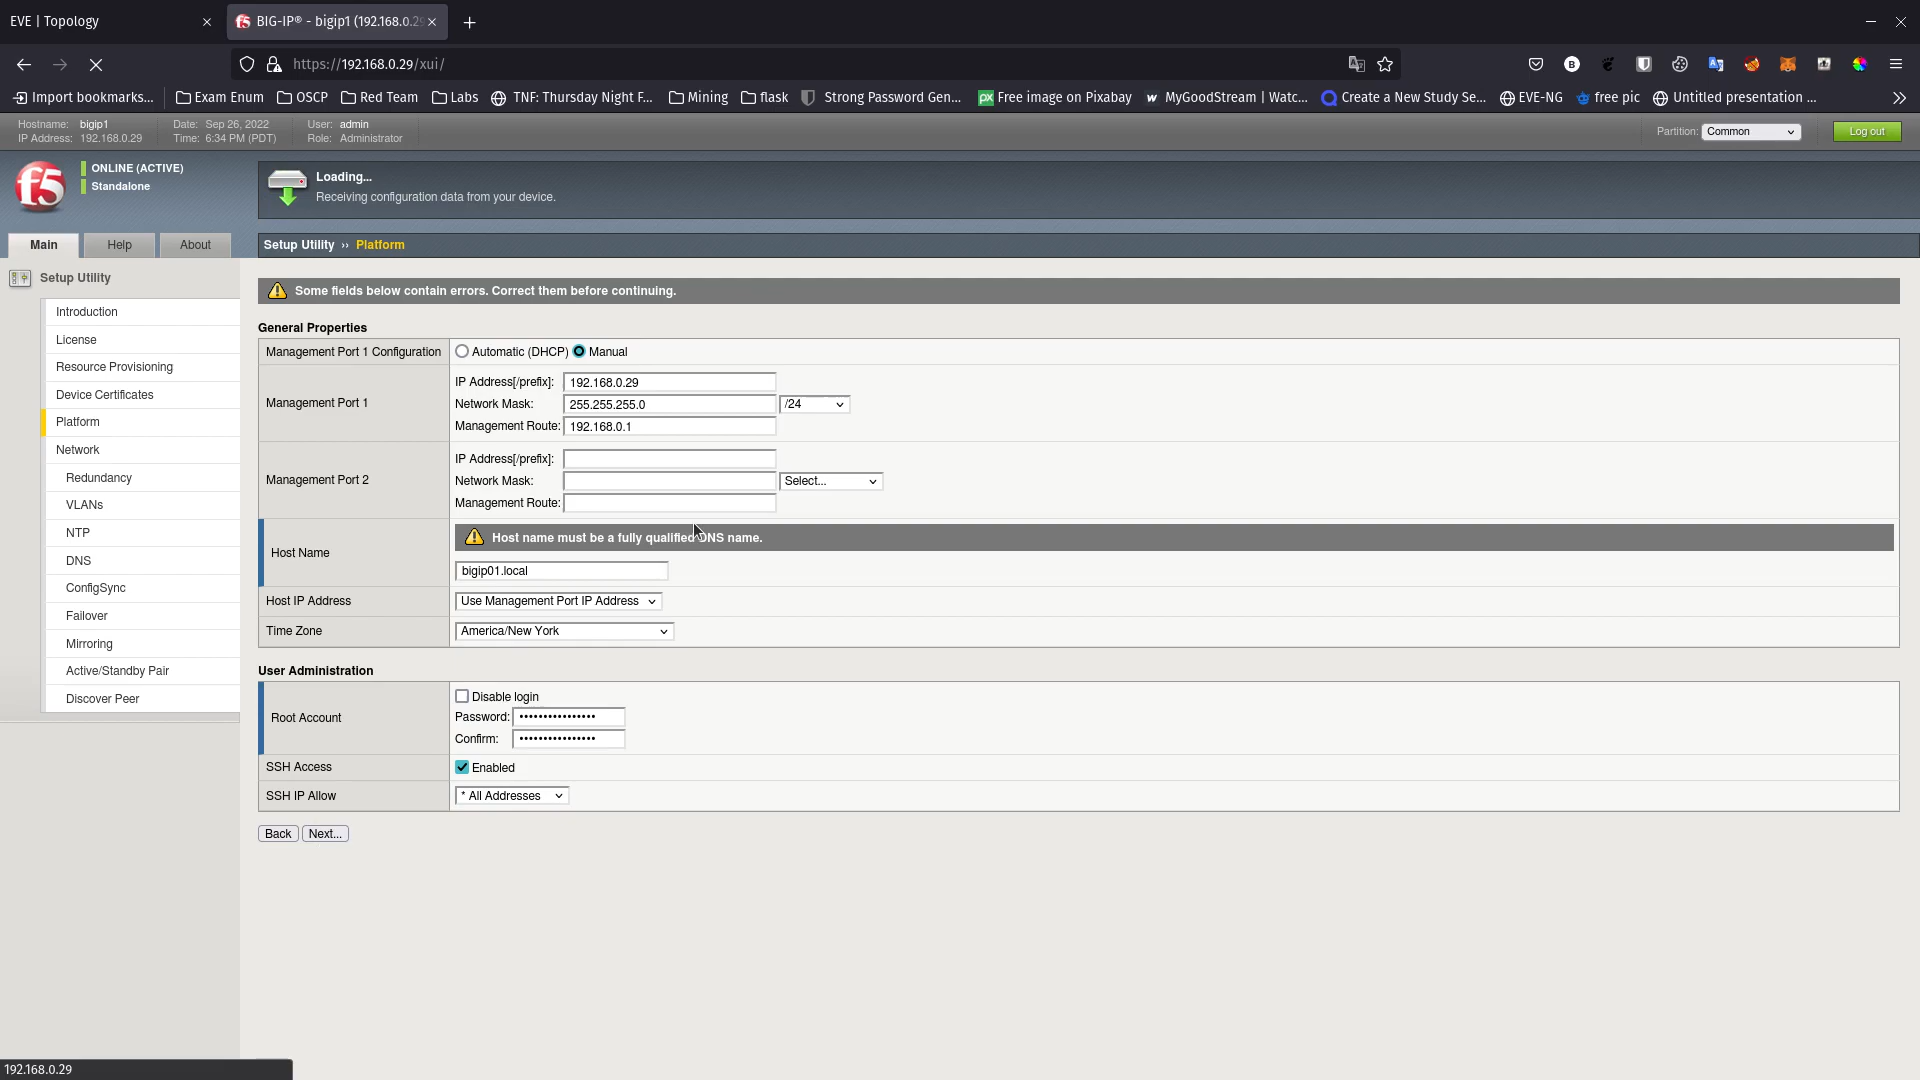 EVE | Topology
BIG-IP® - bigip1 (192.168.0.29
https://192.168.0.29/xui/
Import bookmarks... Exam Enum OSCP Red Team Labs TNF: Thursday Night F... Mining flask Strong Password Gen... Free image on Pixabay MyGoodStream | Watc... Create a New Study Se... EVE-NG free pic Untitled presentation ...
Hostname: bigip1 Date: Sep 26, 2022 User: admin
IP Address: 192.168.0.29 Time: 6:34 PM (PDT) Role: Administrator
Partition: Common Log out
f5
ONLINE (ACTIVE)
Standalone
Loading...
Receiving configuration data from your device.
Main Help About
Setup Utility ›› Platform
Setup Utility
Introduction
License
Resource Provisioning
Device Certificates
Platform
Network
Redundancy
VLANs
NTP
DNS
ConfigSync
Failover
Mirroring
Active/Standby Pair
Discover Peer
Some fields below contain errors. Correct them before continuing.
General Properties
Management Port 1 Configuration Automatic (DHCP) Manual
Management Port 1
IP Address[/prefix]: 192.168.0.29
Network Mask: 255.255.255.0 /24
Management Route: 192.168.0.1
Management Port 2
IP Address[/prefix]:
Network Mask: Select...
Management Route:
Host Name
Host name must be a fully qualified DNS name.
bigip01.local
Host IP Address Use Management Port IP Address
Time Zone America/New York
User Administration
Root Account
Disable login
Password: ••••••••••••••••
Confirm: ••••••••••••••••
SSH Access Enabled
SSH IP Allow * All Addresses
Back Next...
192.168.0.29